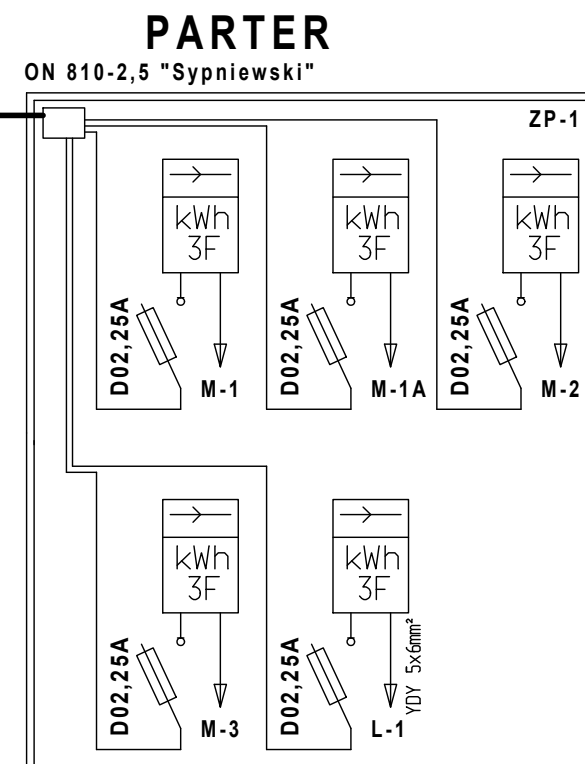 PARTER
ON 810-2,5 "Sypniewski"
ZP-1
kWh
3F
D02,25A
M-1
kWh
3F
D02,25A
M-1A
kWh
3F
D02,25A
M-2
kWh
3F
D02,25A
M-3
kWh
3F
D02,25A
L-1
YDY 5x6mm²